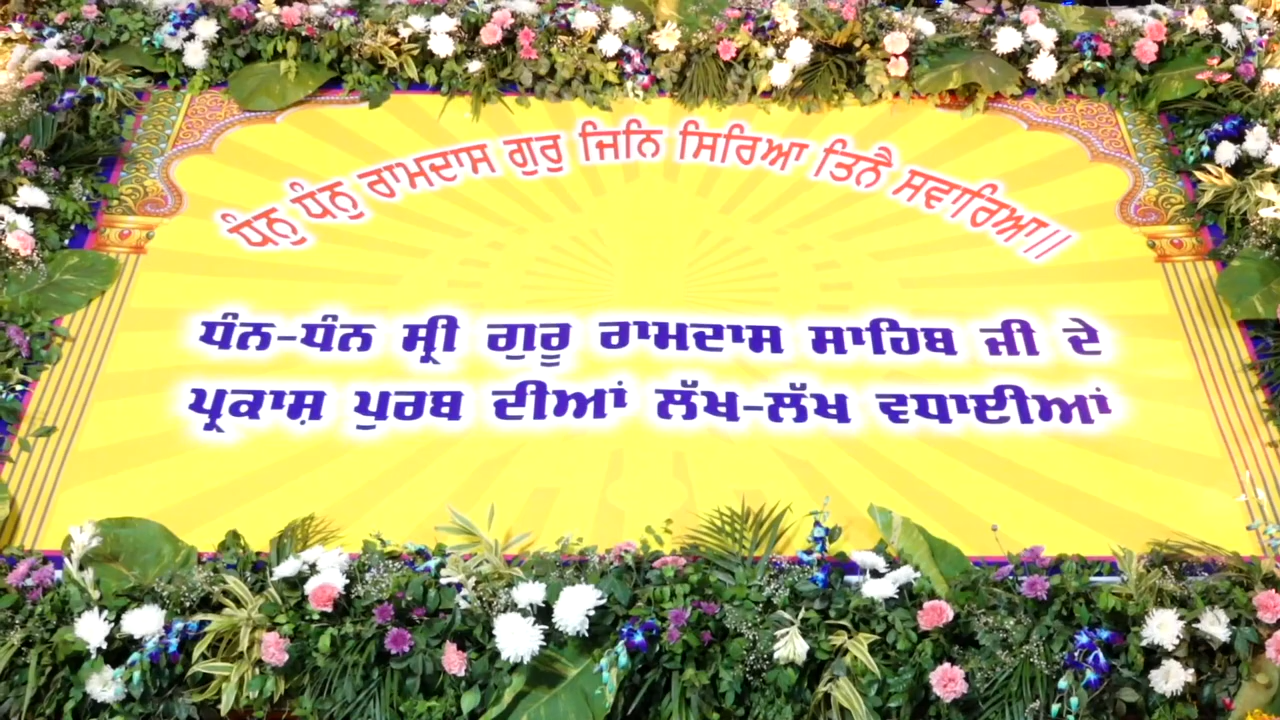 ਧੰਨੁ ਧੰਨੁ ਰਾਮਦਾਸ ਗੁਰੁ ਜਿਨਿ ਸਿਰਿਆ ਤਿਨੈ ਸਵਾਰਿਆ॥
ਧੰਨ-ਧੰਨ ਸ੍ਰੀ ਗੁਰੂ ਰਾਮਦਾਸ ਸਾਹਿਬ ਜੀ ਦੇ
ਪ੍ਰਕਾਸ਼ ਪੁਰਬ ਦੀਆਂ ਲੱਖ-ਲੱਖ ਵਧਾਈਆਂ